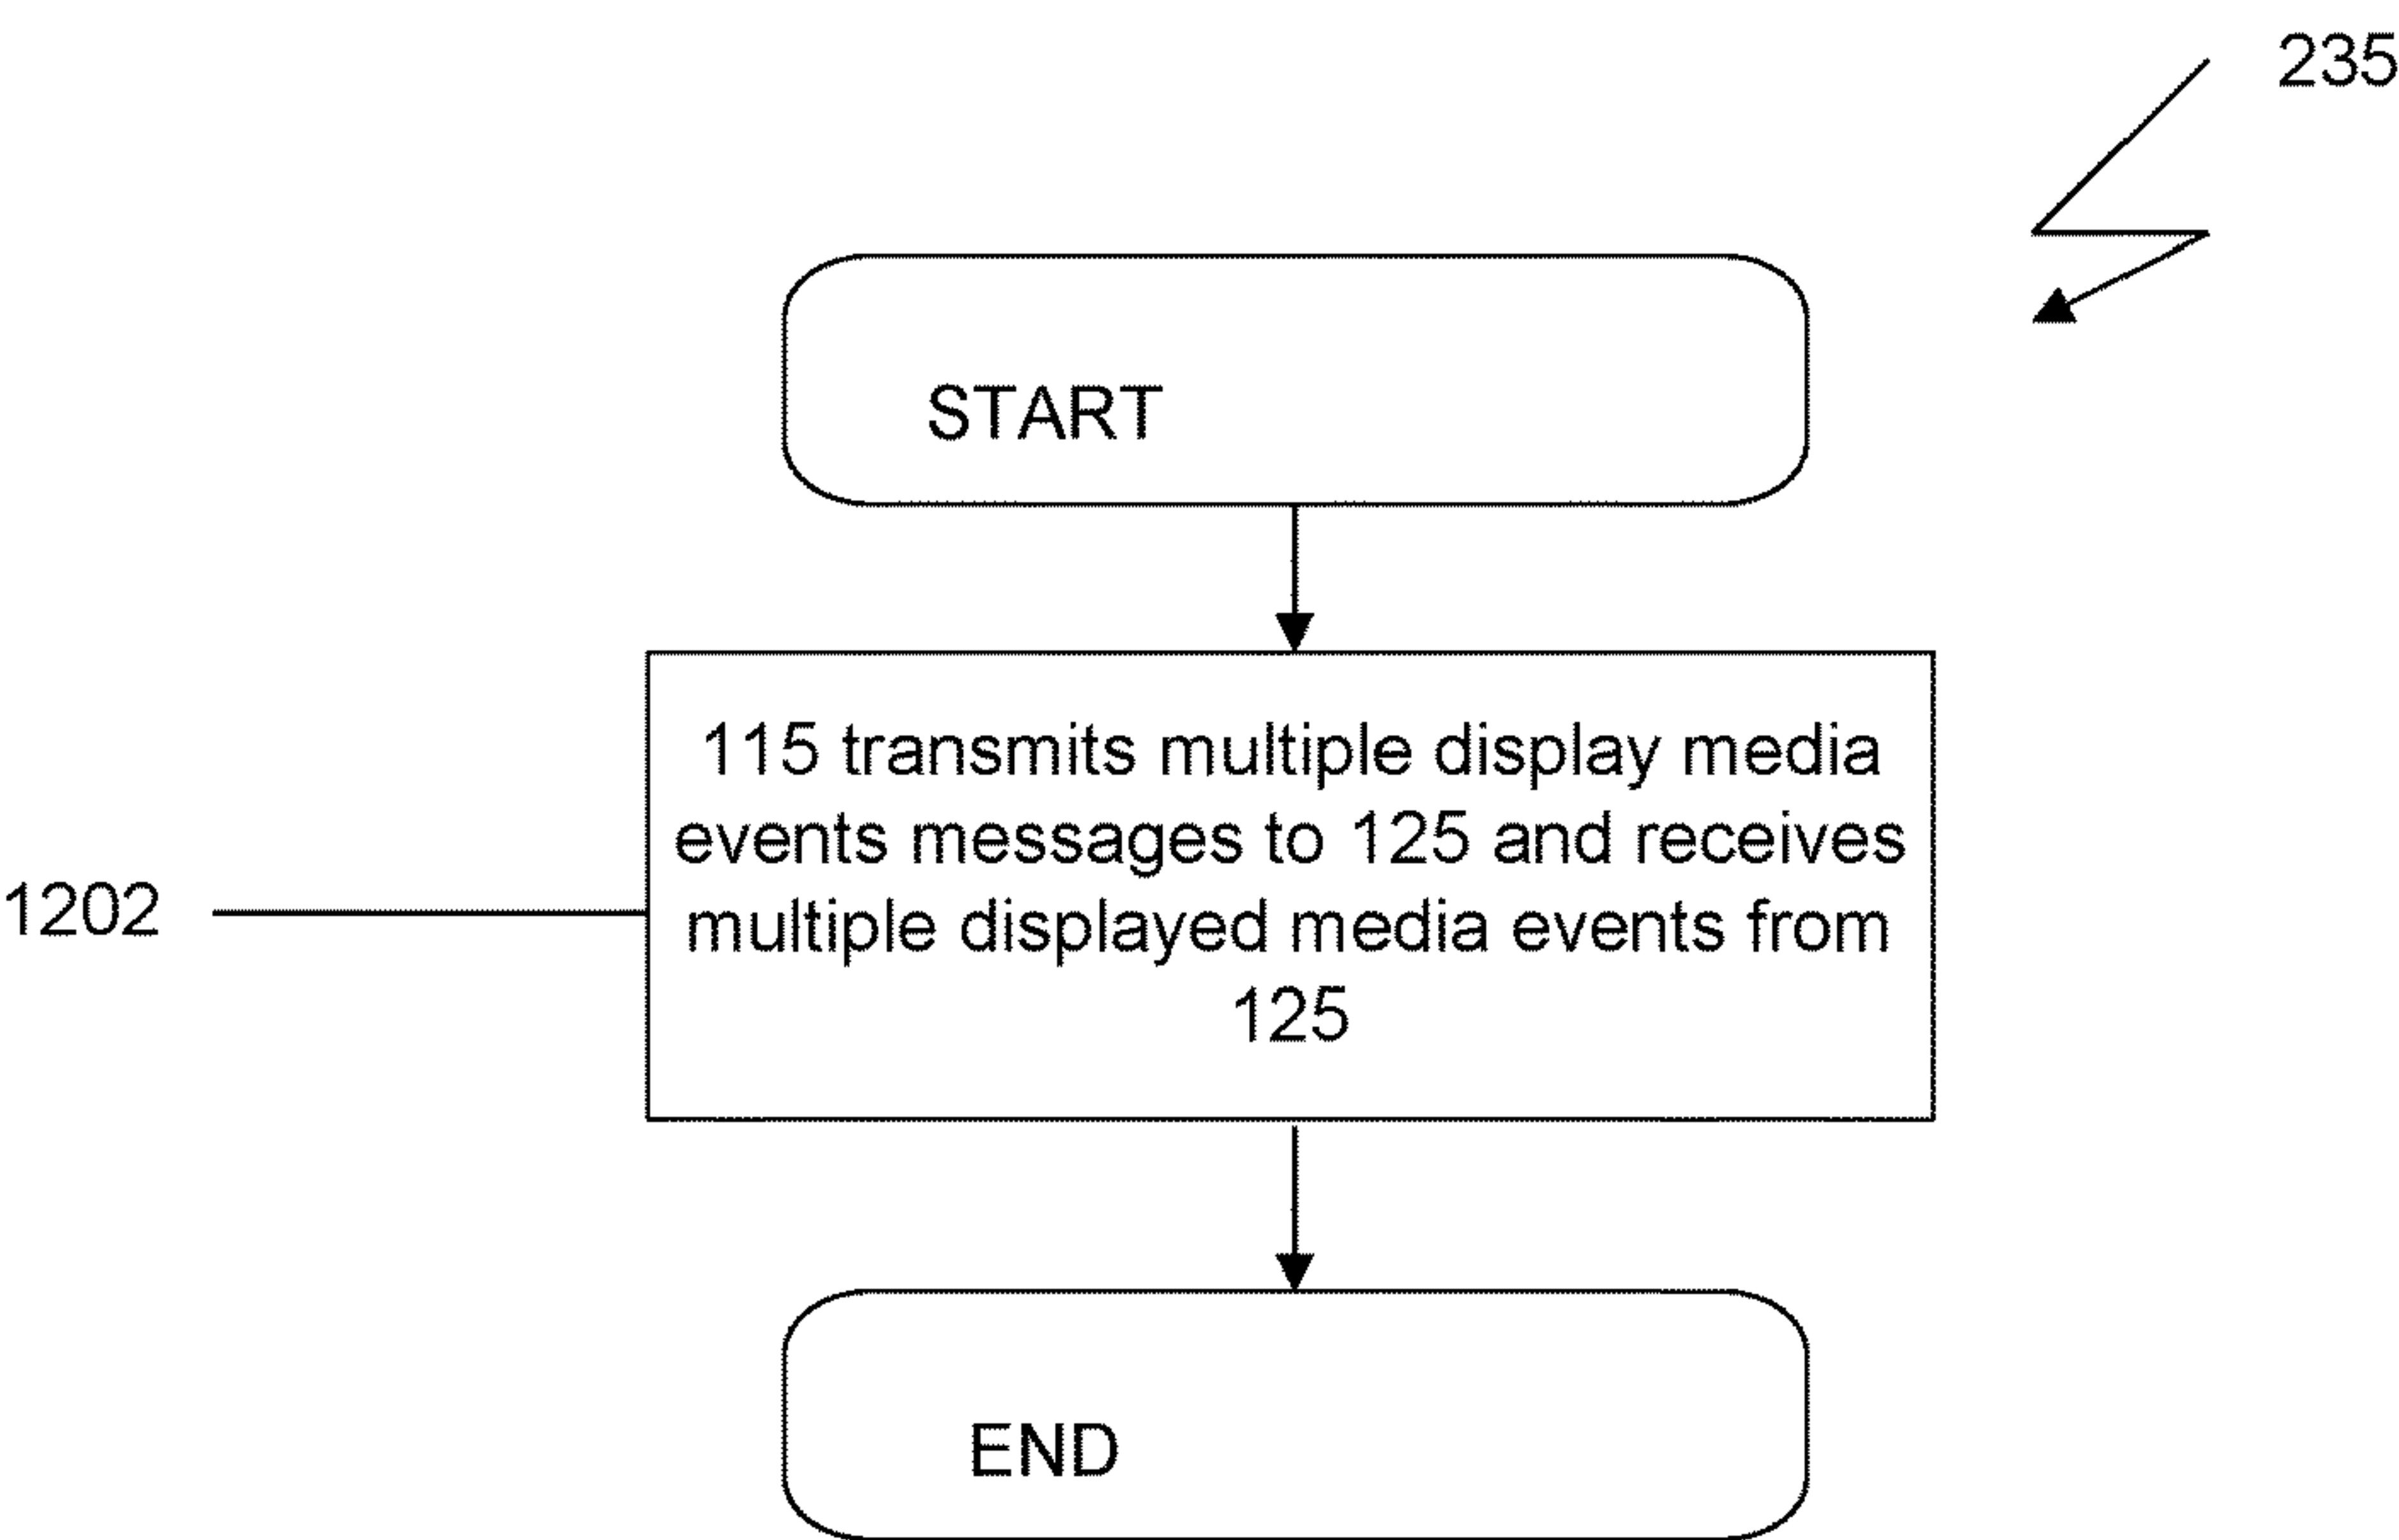 235
START
115 transmits multiple display media
events messages to 125 and receives
multiple displayed media events from
125
1202
END